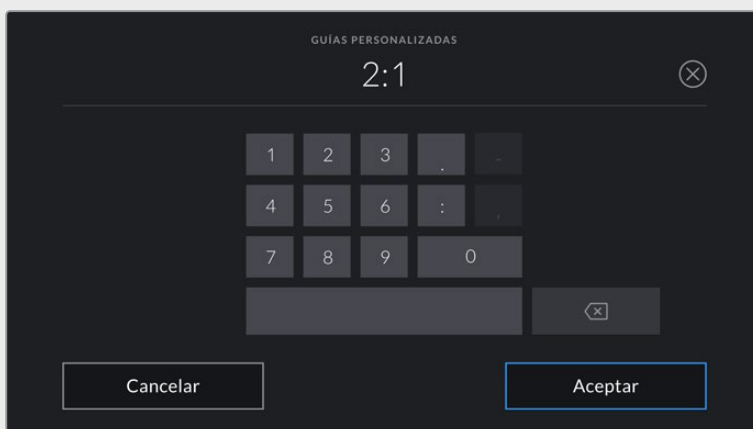 GUÍAS PERSONALIZADAS
2:1
1 2 3 . -
4 5 6 : ,
7 8 9 0
Cancelar Aceptar